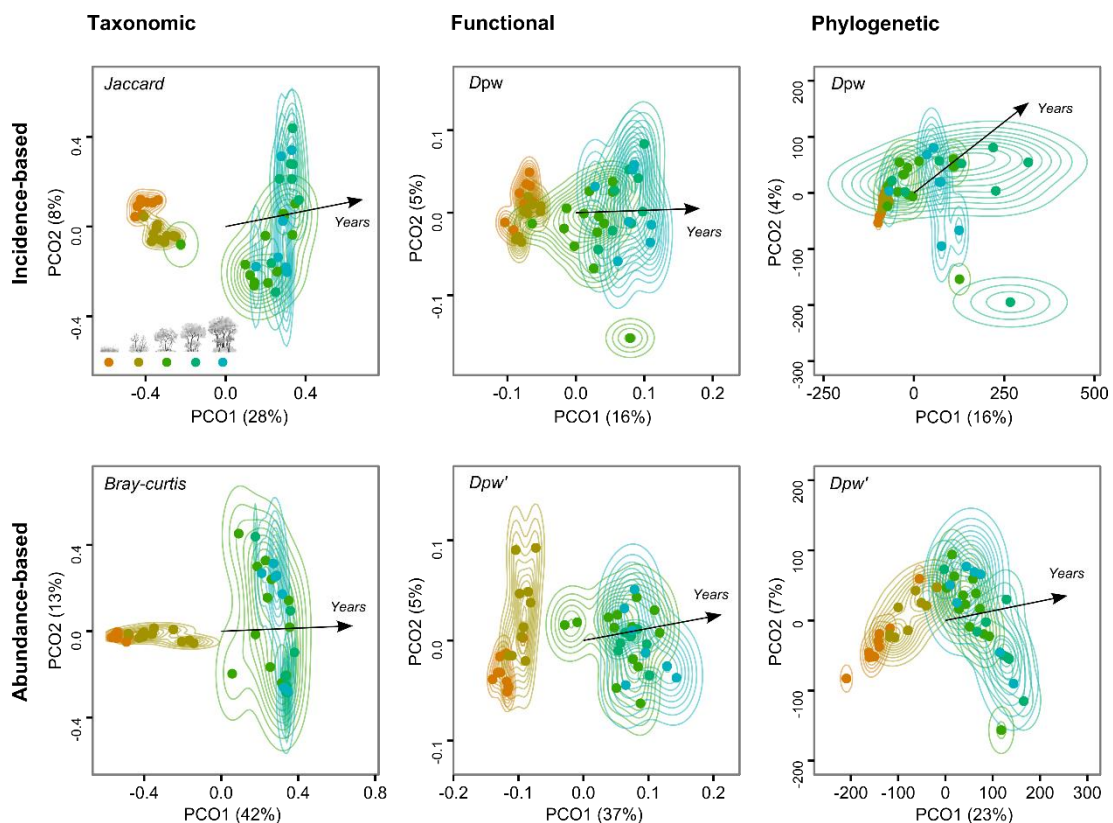 Taxonomic Functional Phylogenetic
Incidence-based
Jaccard
PCO2 (8%)
0.4
0.0
-0.4
Years
-0.4 0.0 0.4
PCO1 (28%)
Dpw
PCO2 (5%)
0.1
0.0
-0.1
Years
-0.1 0.0 0.1 0.2
PCO1 (16%)
Dpw
PCO2 (4%)
200
100
0
-100
-200
-300
Years
-250 0 250 500
PCO1 (16%)
Abundance-based
Bray-curtis
PCO2 (13%)
0.4
0.0
-0.4
Years
-0.4 0.0 0.4 0.8
PCO1 (42%)
Dpw'
PCO2 (5%)
0.1
0.0
-0.1
Years
-0.2 -0.1 0.0 0.1 0.2
PCO1 (37%)
Dpw'
PCO2 (7%)
200
100
0
-100
-200
Years
-200 -100 0 100 200 300
PCO1 (23%)